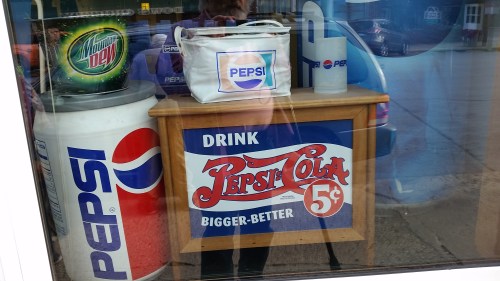 Mountain
Dew
PEPSI
PEPSI
PEPSI
DRINK
PEPSI-COLA
5¢
BIGGER-BETTER